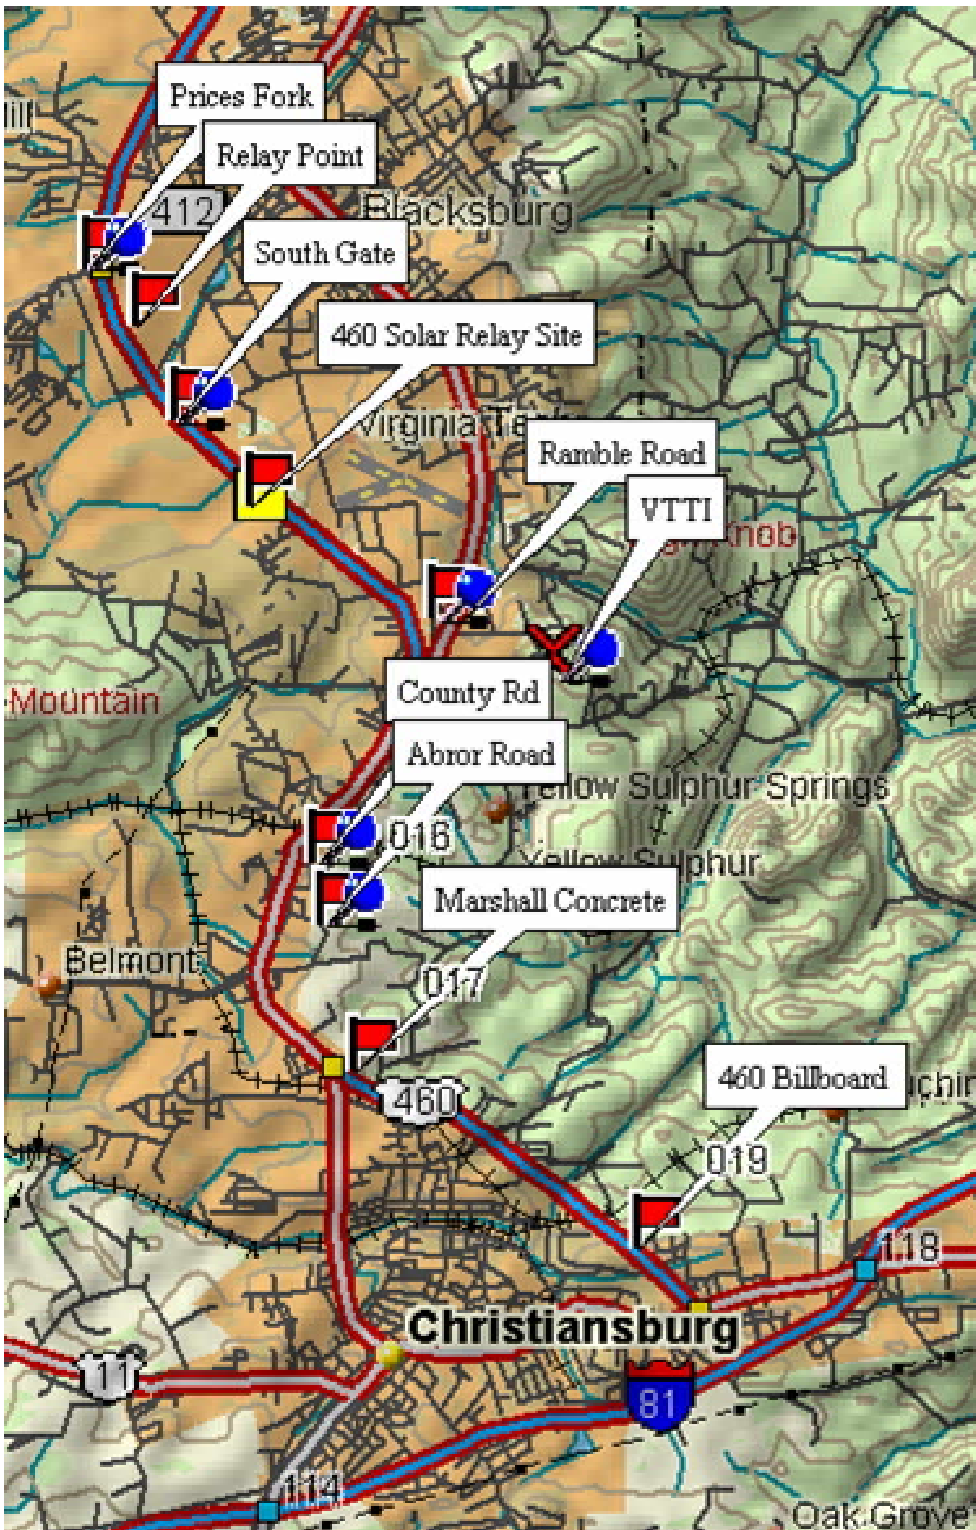 Prices Fork
ill
Relay Point
412
Blacksburg
South Gate
460 Solar Relay Site
Virginia Te
Ramble Road
VTTI
Knob
County Rd
Mountain
Abror Road
Yellow Sulphur Springs
016
Yellow Sulphur
Marshall Concrete
Belmont
017
460 Billboard
460
019
118
Christiansburg
11
81
114
Oak Grove